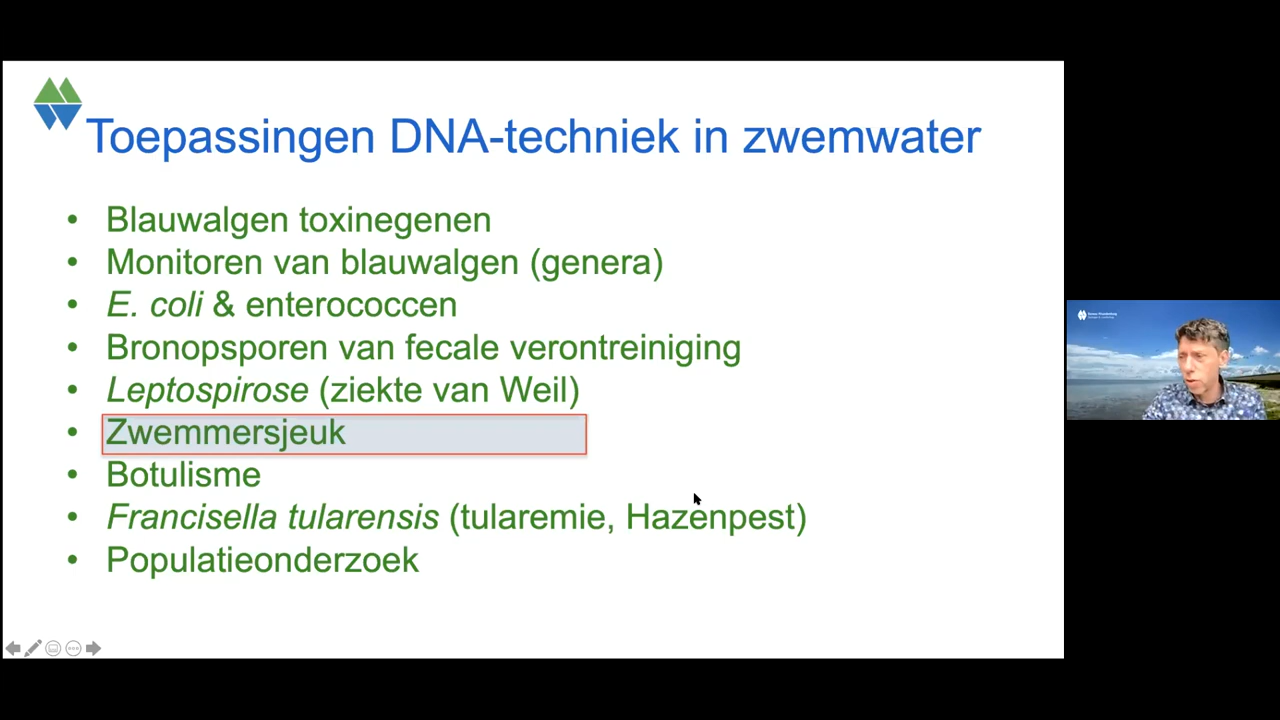 Toepassingen DNA-techniek in zwemwater
• Blauwalgen toxinegenen
• Monitoren van blauwalgen (genera)
• E. coli & enterococcen
• Bronopsporen van fecale verontreiniging
• Leptospirose (ziekte van Weil)
• Zwemmersjeuk
• Botulisme
• Francisella tularensis (tularemie, Hazenpest)
• Populatieonderzoek